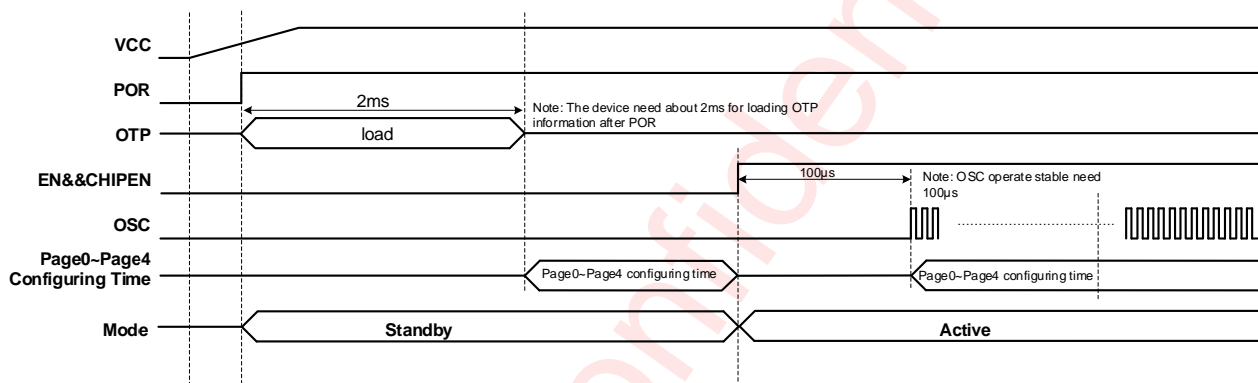 VCC
POR
2ms
Note: The device need about 2ms for loading OTP
information after POR
OTP
load
EN&&CHIPEN
100µs
Note: OSC operate stable need
100µs
OSC
Page0~Page4
Configuring Time
Page0~Page4 configuring time
Page0~Page4 configuring time
Mode
Standby
Active
onfiden